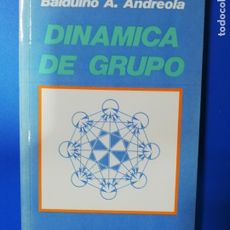 Balduino A. Andreola
DINAMICA
DE GRUPO